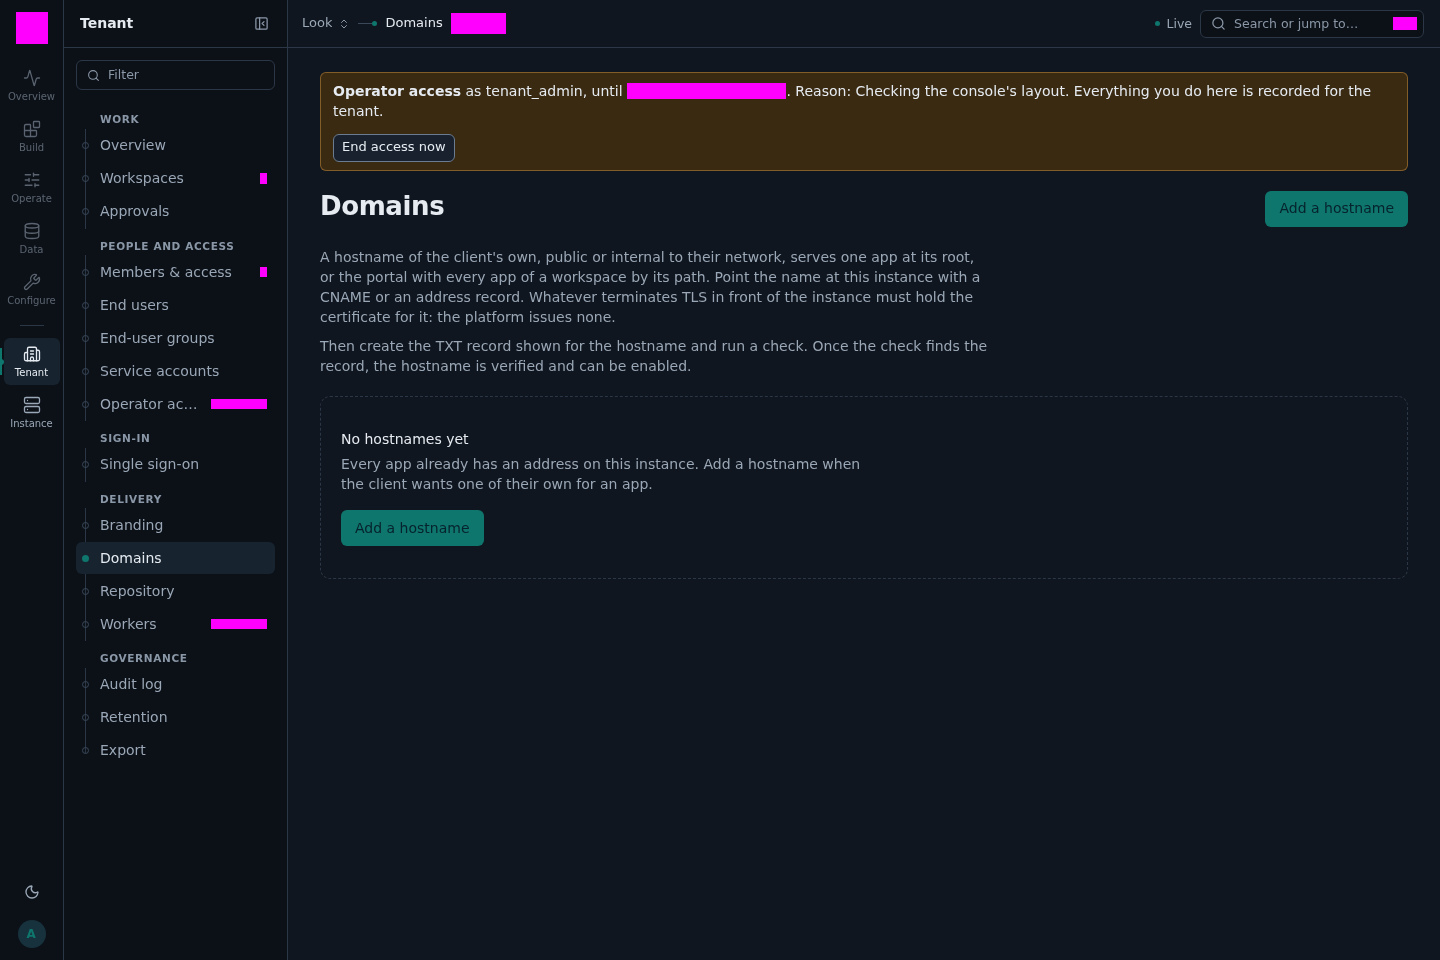 Tenant
Look
Domains
Live
Search or jump to...
Overview
Build
Operate
Data
Configure
Tenant
Instance
A
Filter
WORK
Overview
Workspaces
Approvals
PEOPLE AND ACCESS
Members & access
End users
End-user groups
Service accounts
Operator ac...
SIGN-IN
Single sign-on
DELIVERY
Branding
Domains
Repository
Workers
GOVERNANCE
Audit log
Retention
Export
Operator access as tenant_admin, until . Reason: Checking the console's layout. Everything you do here is recorded for the
tenant.
End access now
Domains
Add a hostname
A hostname of the client's own, public or internal to their network, serves one app at its root,
or the portal with every app of a workspace by its path. Point the name at this instance with a
CNAME or an address record. Whatever terminates TLS in front of the instance must hold the
certificate for it: the platform issues none.
Then create the TXT record shown for the hostname and run a check. Once the check finds the
record, the hostname is verified and can be enabled.
No hostnames yet
Every app already has an address on this instance. Add a hostname when
the client wants one of their own for an app.
Add a hostname